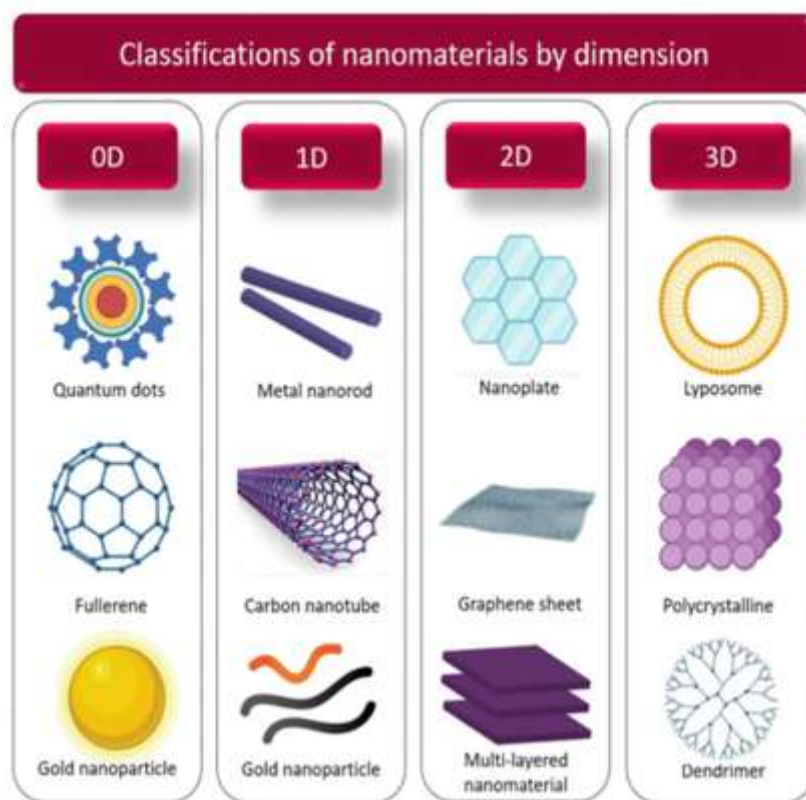 Classifications of nanomaterials by dimension
0D
1D
2D
3D
Quantum dots
Metal nanorod
Nanoplate
Lyposome
Fullerene
Carbon nanotube
Graphene sheet
Polycrystalline
Gold nanoparticle
Gold nanoparticle
Multi-layered
nanomaterial
Dendrimer